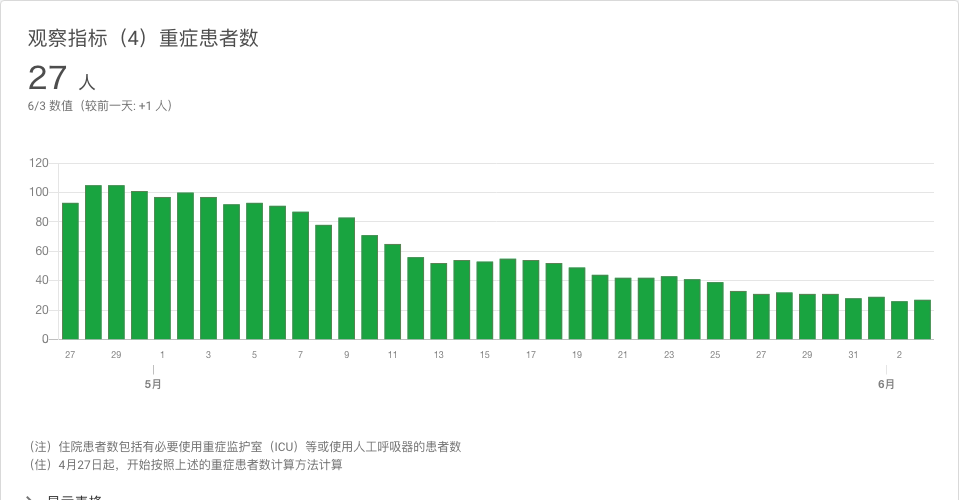 观察指标（4）重症患者数
27 人
6/3 数值（较前一天: +1 人）
120
100
80
60
40
20
0
27 29 1 3 5 7 9 11 13 15 17 19 21 23 25 27 29 31 2
5月 6月
（注）住院患者数包括有必要使用重症监护室（ICU）等或使用人工呼吸器的患者数
（住）4月27日起，开始按照上述的重症患者数计算方法计算
显示表格